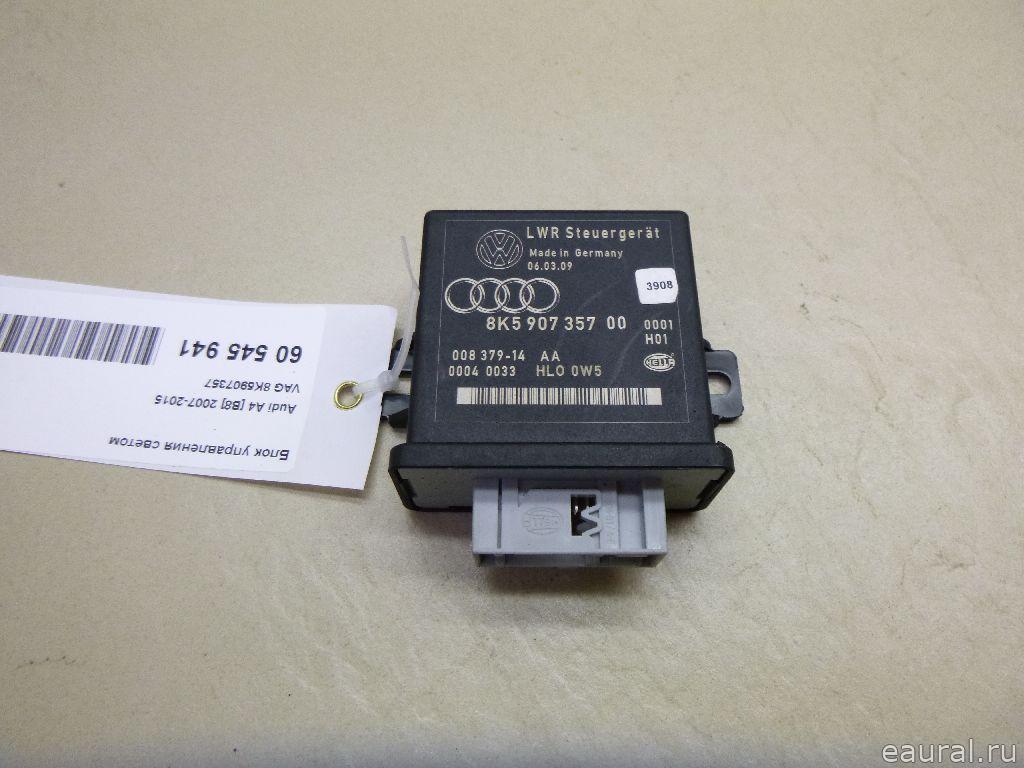 LWR Steuergerät
Made in Germany
06.03.09
3908
8K5 907 357 00
0001
H01
008 379-14 AA
0004 0033 HLO 0W5
HELLA
Блок управления светом
Audi A4 [B8] 2007-2015
VAG 8K5907357
60 545 941
eaural.ru